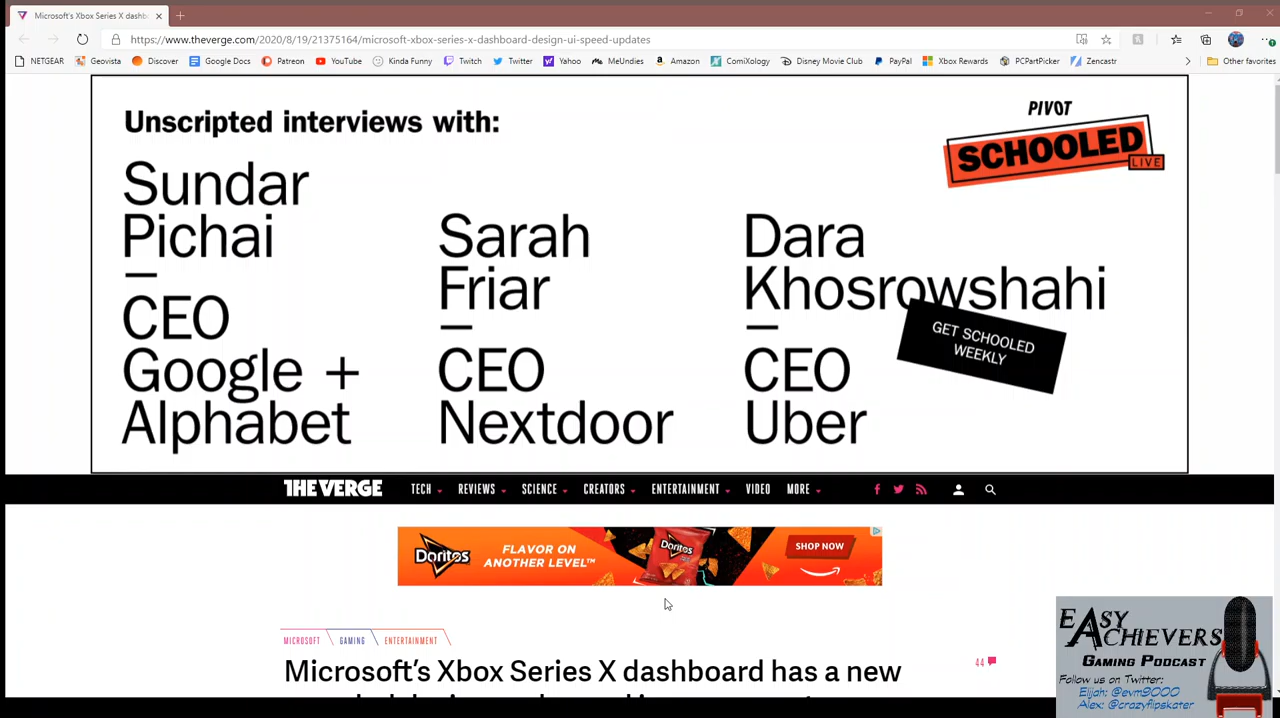 Microsoft's Xbox Series X dashb
https://www.theverge.com/2020/8/19/21375164/microsoft-xbox-series-x-dashboard-design-ui-speed-updates
NETGEAR Geovista Discover Google Docs Patreon YouTube Kinda Funny Twitch Twitter Yahoo MeUndies Amazon ComiXology Disney Movie Club PayPal Xbox Rewards PCPartPicker Zencastr Other favorites
Unscripted interviews with:
PIVOT
SCHOOLED
LIVE
Sundar
Pichai
—
CEO
Google +
Alphabet
Sarah
Friar
—
CEO
Nextdoor
Dara
Khosrowshahi
—
CEO
Uber
GET SCHOOLED
WEEKLY
THE VERGE TECH REVIEWS SCIENCE CREATORS ENTERTAINMENT VIDEO MORE
Doritos
FLAVOR ON
ANOTHER LEVEL™
Doritos
SHOP NOW
MICROSOFT GAMING ENTERTAINMENT
44
Microsoft's Xbox Series X dashboard has a new
EASY
ACHIEVERS
GAMING PODCAST
Follow us on Twitter:
Elijah: @evm9000
Alex: @crazyflipskater